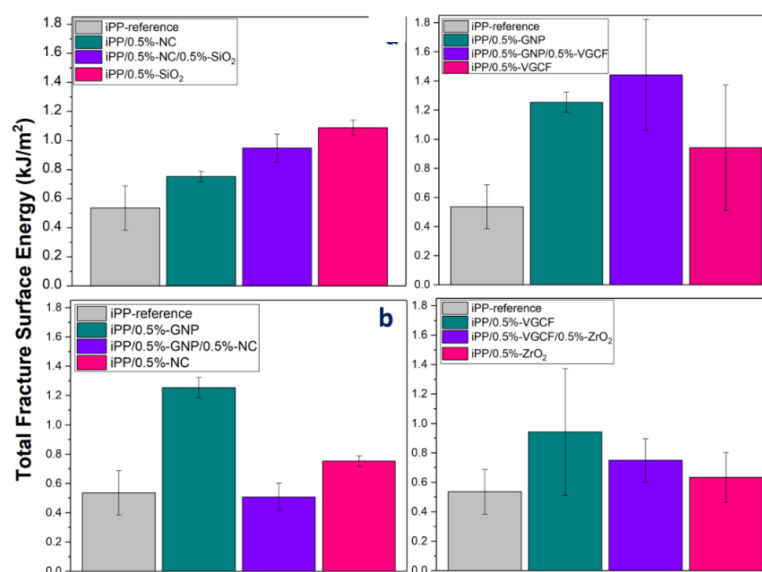 Total Fracture Surface Energy (kJ/m²)
iPP-reference
iPP/0.5%-NC
iPP/0.5%-NC/0.5%-SiO₂
iPP/0.5%-SiO₂
1.8
1.6
1.4
1.2
1.0
0.8
0.6
0.4
0.2
0.0
iPP-reference
iPP/0.5%-GNP
iPP/0.5%-GNP/0.5%-VGCF
iPP/0.5%-VGCF
1.8
1.6
1.4
1.2
1.0
0.8
0.6
0.4
0.2
0.0
b
iPP-reference
iPP/0.5%-GNP
iPP/0.5%-GNP/0.5%-NC
iPP/0.5%-NC
1.8
1.6
1.4
1.2
1.0
0.8
0.6
0.4
0.2
0.0
iPP-reference
iPP/0.5%-VGCF
iPP/0.5%-VGCF/0.5%-ZrO₂
iPP/0.5%-ZrO₂
1.8
1.6
1.4
1.2
1.0
0.8
0.6
0.4
0.2
0.0